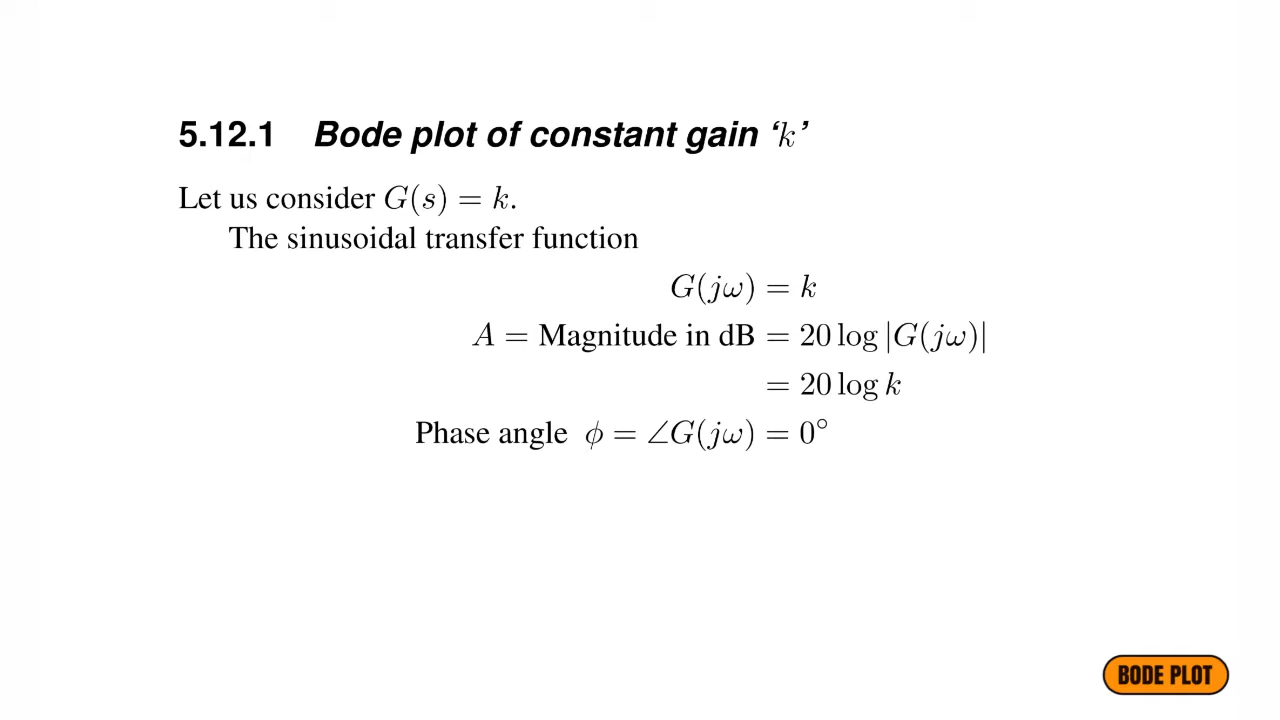 5.12.1 Bode plot of constant gain ‘k’
Let us consider G(s) = k.
The sinusoidal transfer function
G(jω) = k
A = Magnitude in dB = 20 log |G(jω)|
= 20 log k
Phase angle ϕ = ∠G(jω) = 0°
BODE PLOT